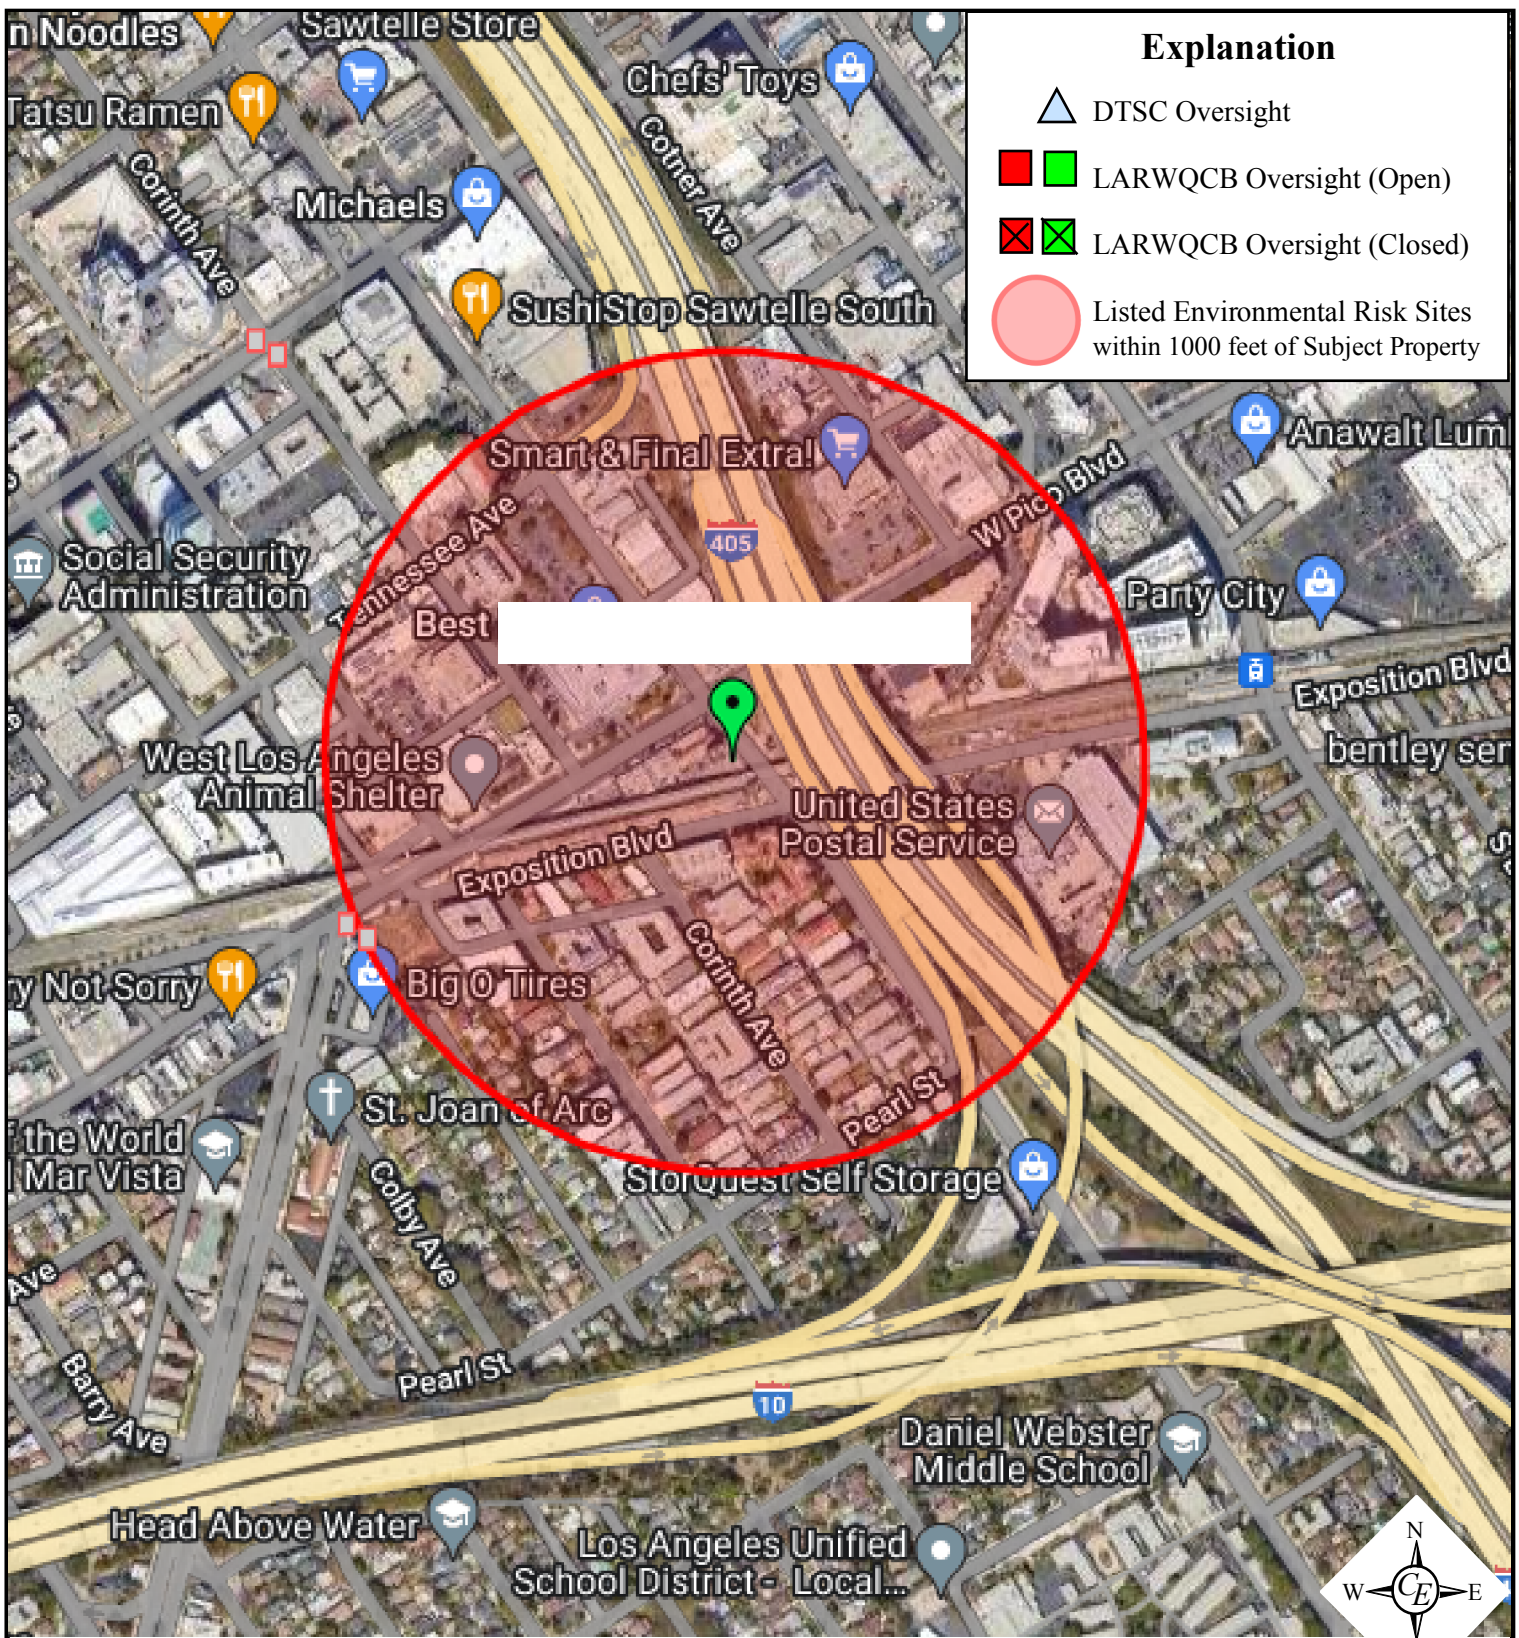 n Noodles
Sawtelle Store
Explanation
DTSC Oversight
LARWQCB Oversight (Open)
LARWQCB Oversight (Closed)
Listed Environmental Risk Sites
within 1000 feet of Subject Property
Chefs' Toys
Tatsu Ramen
Cotner Ave
Corinth Ave
Michaels
SushiStop Sawtelle South
Smart & Final Extra!
Anawalt Lum
W Pico Blvd
Tennessee Ave
405
Social Security
Administration
Best
Party City
Exposition Blvd
West Los Angeles
Animal Shelter
bentley ser
United States
Postal Service
Exposition Blvd
Corinth Ave
ry Not Sorry
Big O Tires
St. Joan of Arc
Pearl St
f the World
l Mar Vista
StorQuest Self Storage
Colby Ave
Ave
Barry Ave
Pearl St
10
Daniel Webster
Middle School
Head Above Water
Los Angeles Unified
School District - Local...
N
W CE E